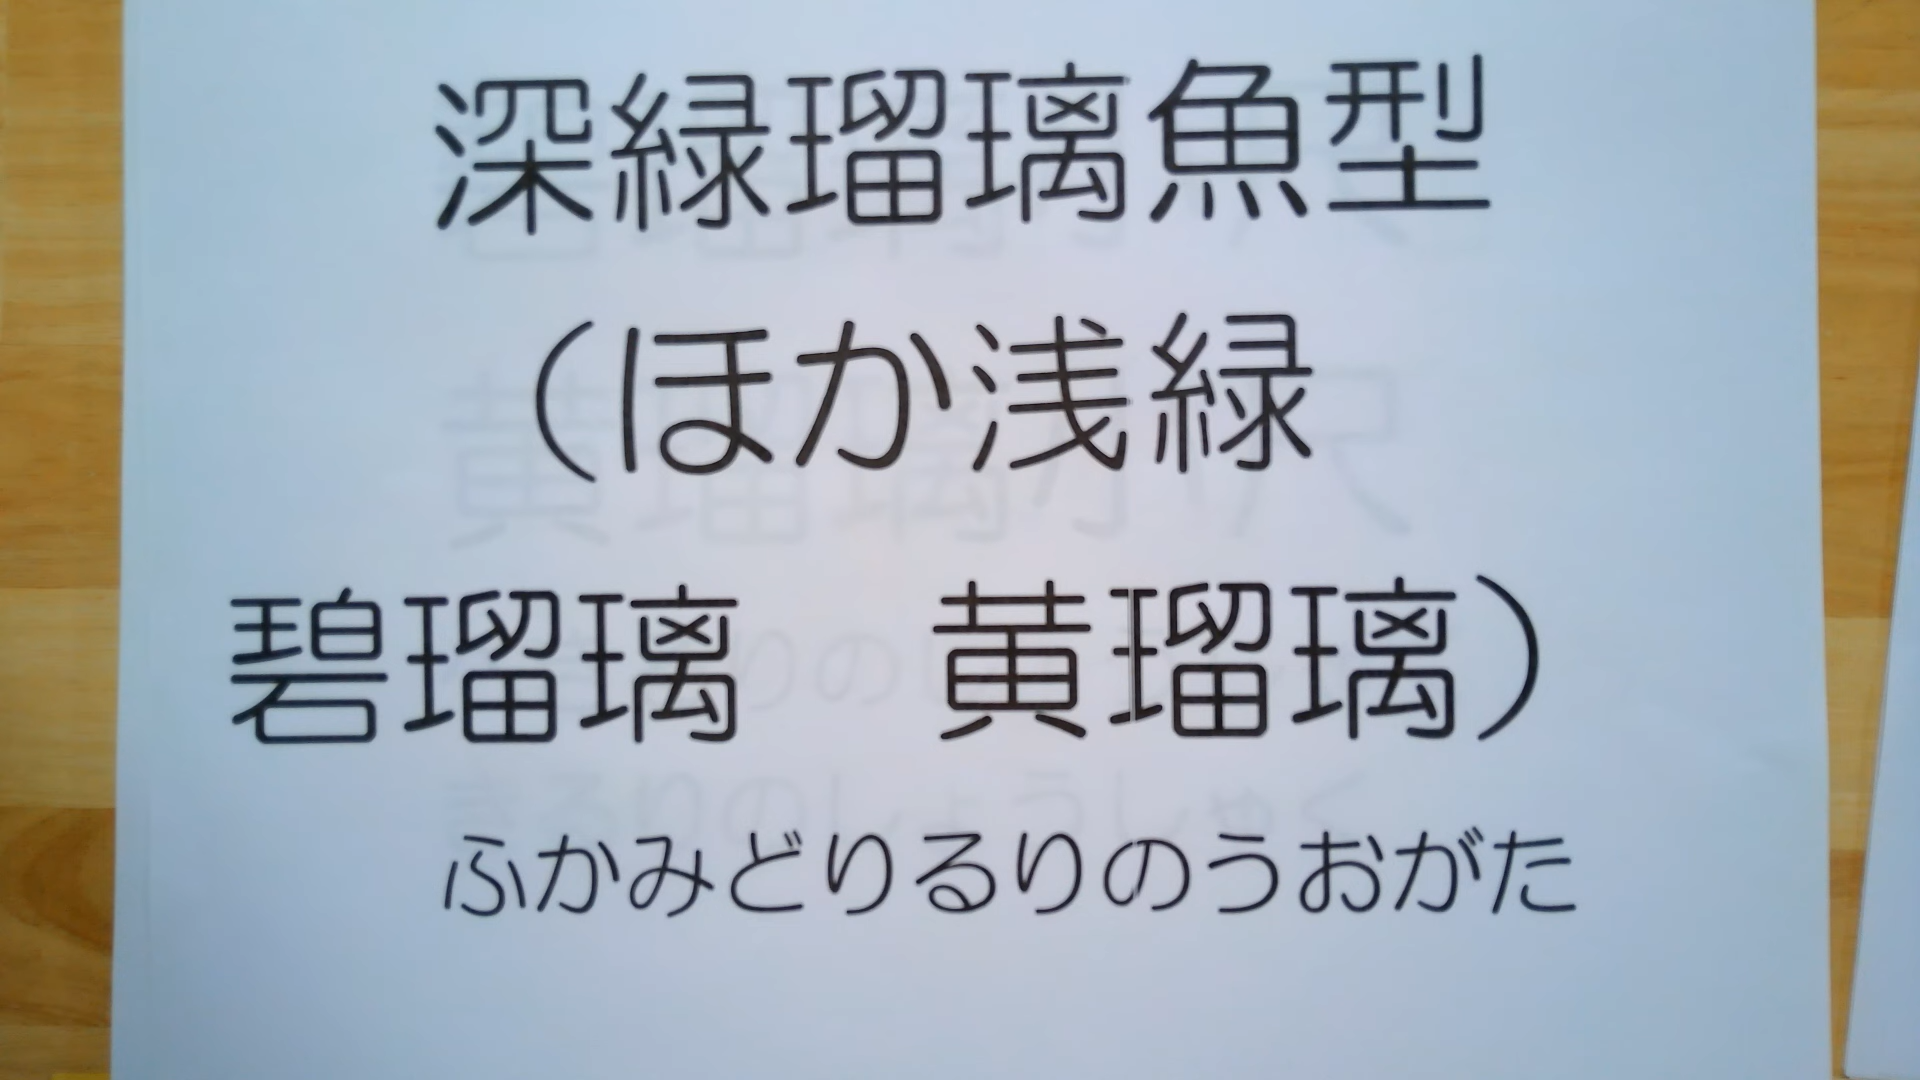 深緑瑠璃魚型
（ほか浅緑
碧瑠璃　黄瑠璃）
ふかみどりるりのうおがた